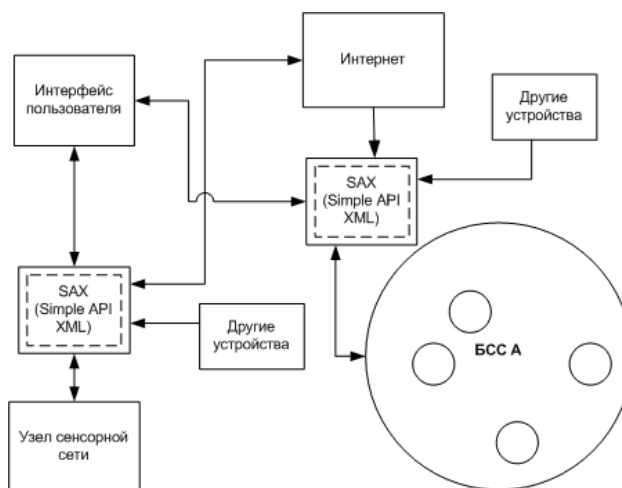 Интернет
Интерфейс
пользователя
Другие
устройства
SAX
(Simple API
XML)
SAX
(Simple API
XML)
Другие
устройства
БСС А
Узел сенсорной
сети